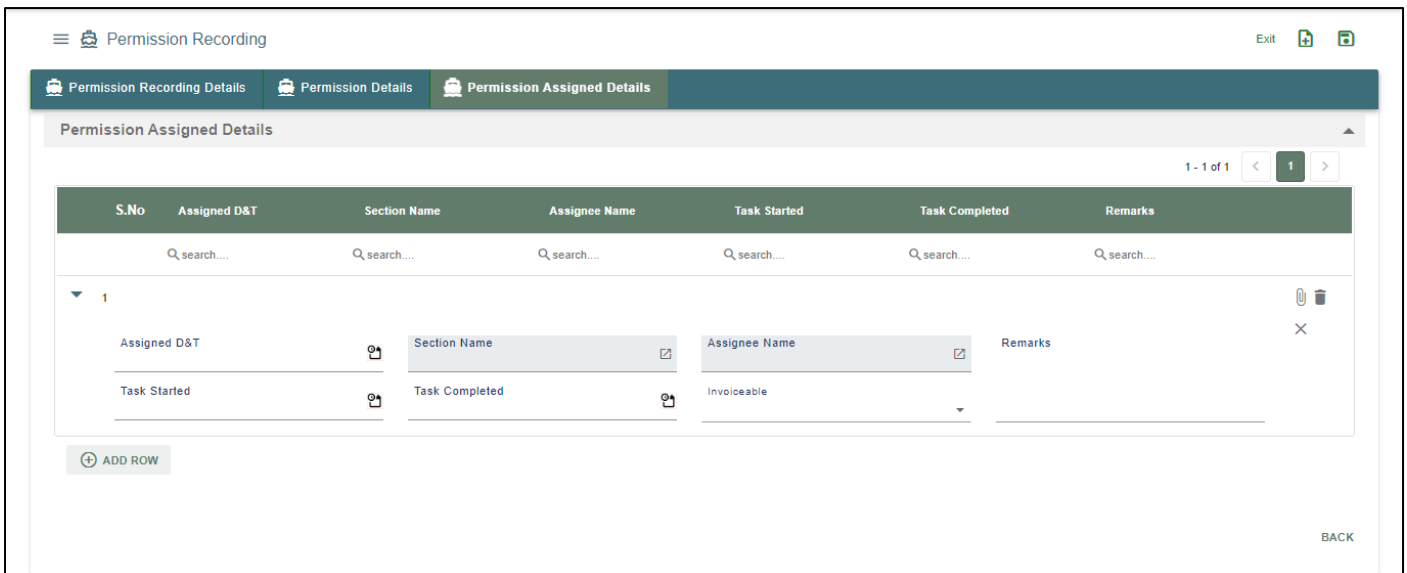 Permission Recording Exit
Permission Recording Details Permission Details Permission Assigned Details
Permission Assigned Details
1 - 1 of 1 < 1 >
S.No Assigned D&T Section Name Assignee Name Task Started Task Completed Remarks
search.... search.... search.... search.... search.... search....
1
Assigned D&T Section Name Assignee Name Remarks
Task Started Task Completed Invoiceable
ADD ROW
BACK